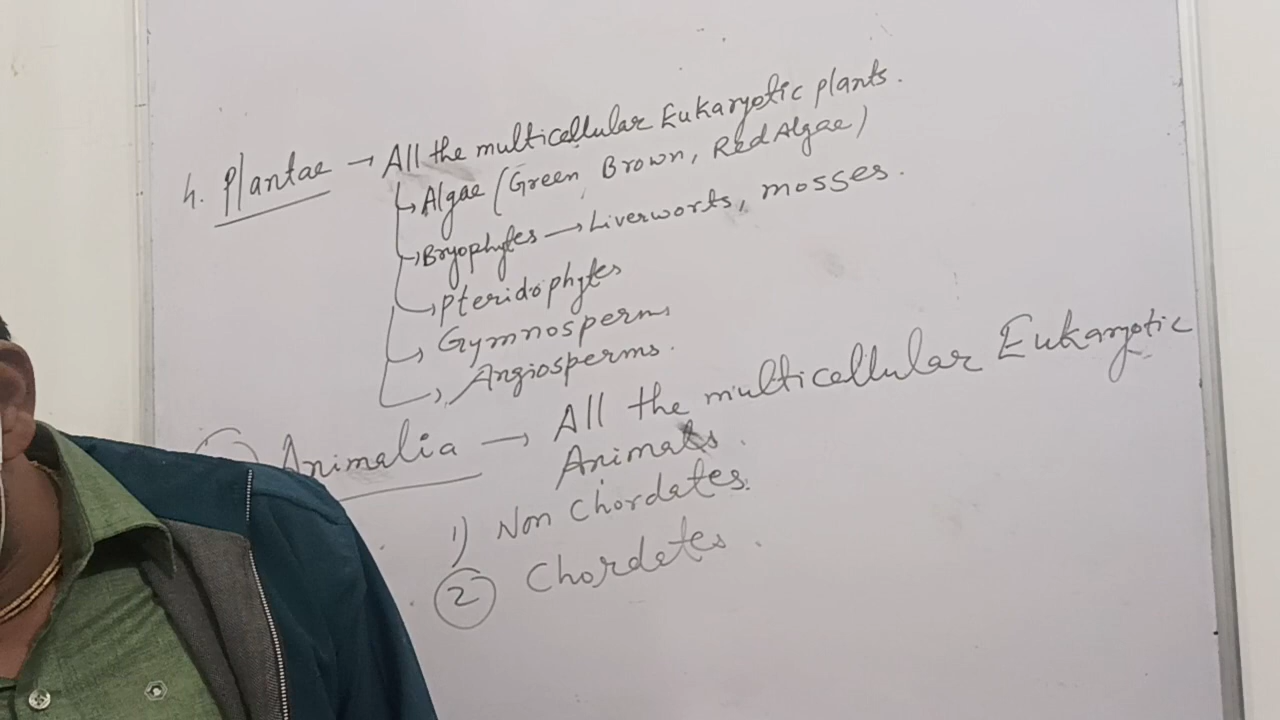 4. Plantae → All the multicellular Eukaryotic plants.
↳ Algae (Green, Brown, Red Algae)
↳ Bryophytes → Liverworts, mosses.
↳ Pteridophytes
↳ Gymnosperms
↳ Angiosperms.
Animalia → All the multicellular Eukaryotic
Animals.
1) Non Chordates.
2 Chordates.